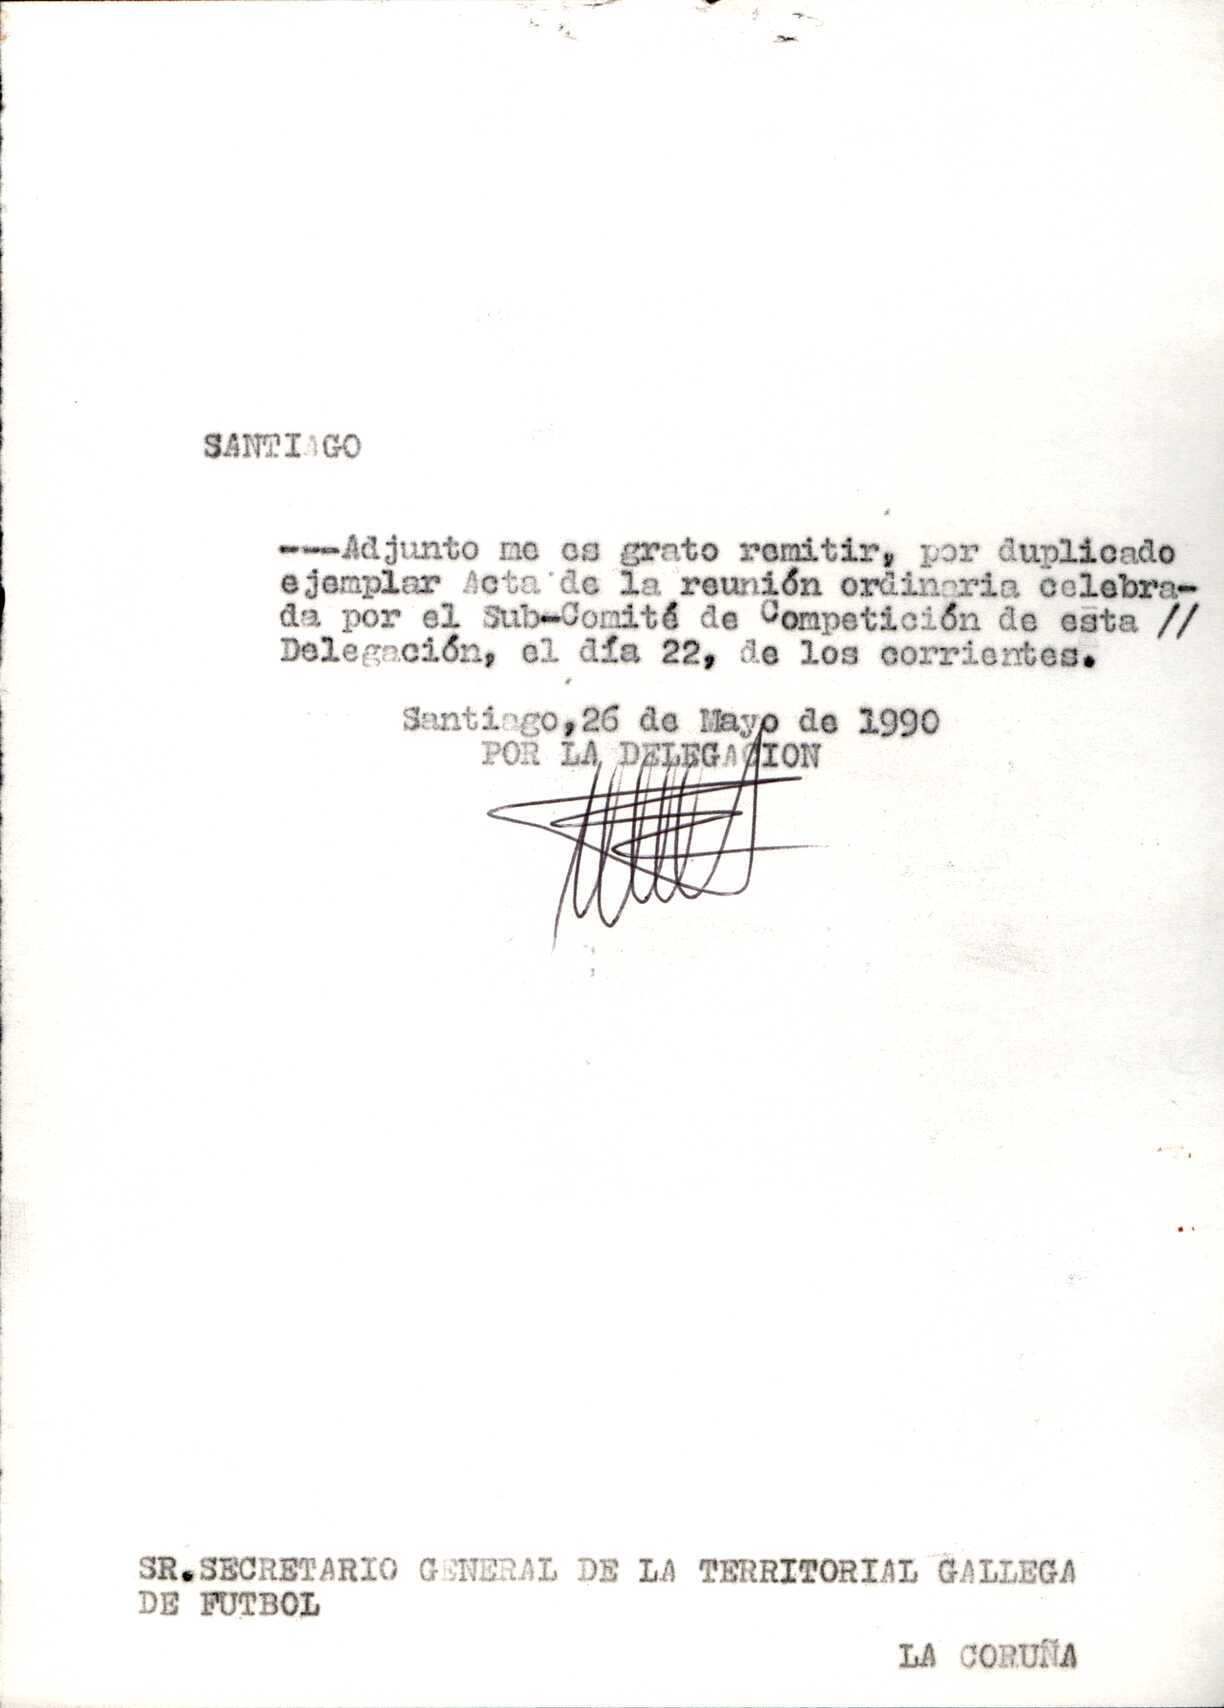 SANTIAGO
---Adjunto me es grato remitir, por duplicado
ejemplar Acta de la reunión ordinaria celebra-
da por el Sub-Comité de Competición de esta //
Delegación, el día 22, de los corrientes.
Santiago,26 de Mayo de 1990
POR LA DELEGACION
SR.SECRETARIO GENERAL DE LA TERRITORIAL GALLEGA
DE FUTBOL
LA CORUÑA